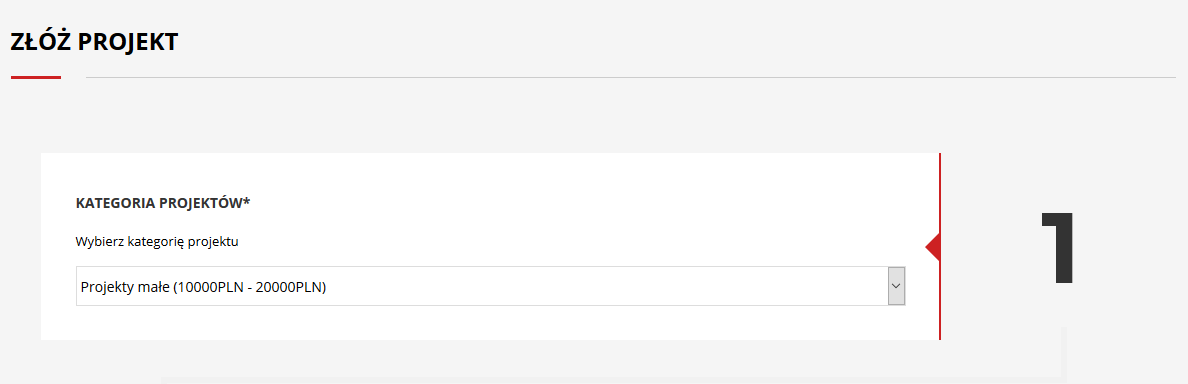 ZŁÓŻ PROJEKT
KATEGORIA PROJEKTÓW*
Wybierz kategorię projektu
Projekty małe (10000PLN - 20000PLN)
1